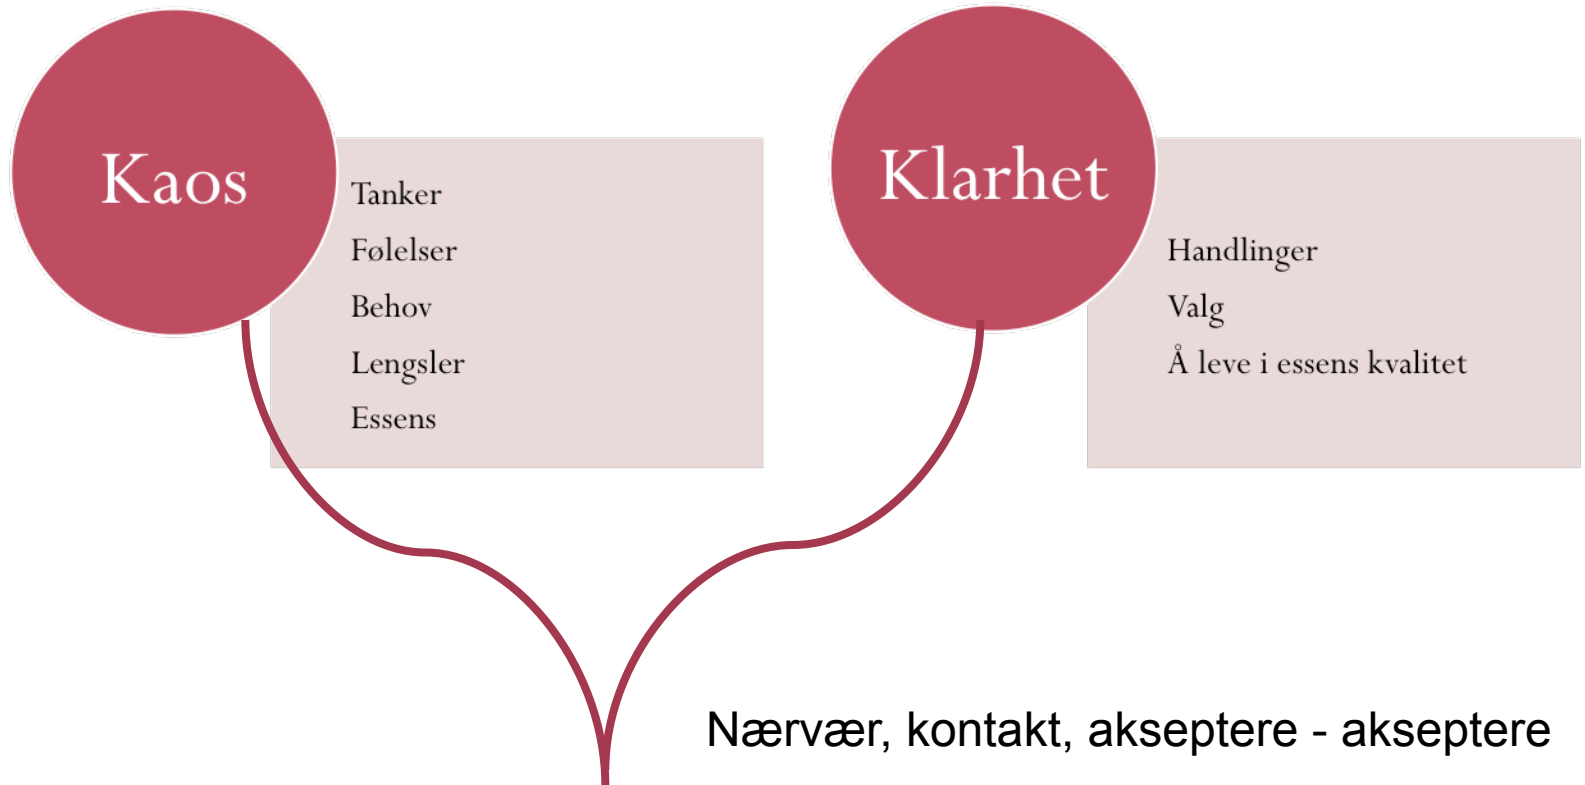 Kaos
Tanker
Følelser
Behov
Lengsler
Essens
Klarhet
Handlinger
Valg
Å leve i essens kvalitet
Nærvær, kontakt, akseptere - akseptere